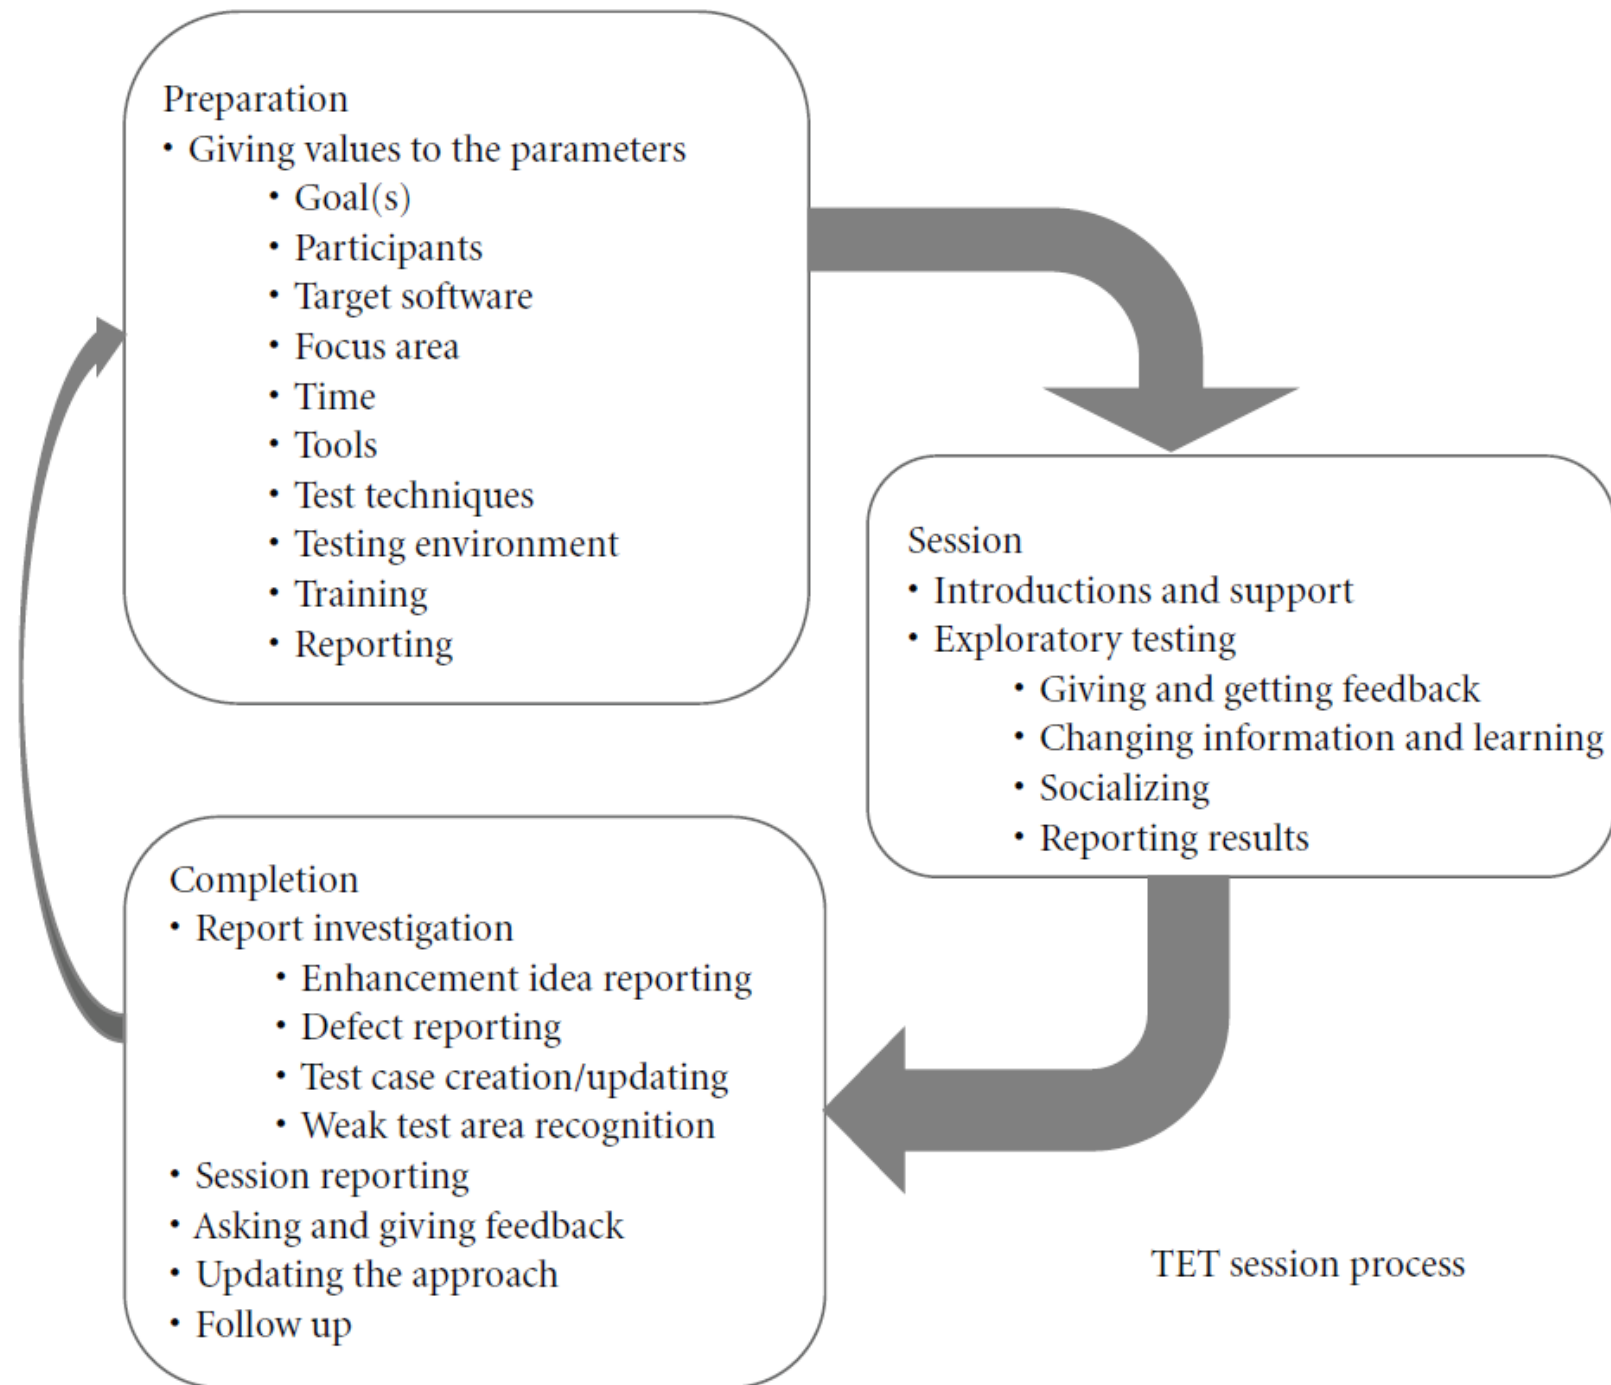 Preparation
• Giving values to the parameters
• Goal(s)
• Participants
• Target software
• Focus area
• Time
• Tools
• Test techniques
• Testing environment
• Training
• Reporting
Session
• Introductions and support
• Exploratory testing
• Giving and getting feedback
• Changing information and learning
• Socializing
• Reporting results
Completion
• Report investigation
• Enhancement idea reporting
• Defect reporting
• Test case creation/updating
• Weak test area recognition
• Session reporting
• Asking and giving feedback
• Updating the approach
• Follow up
TET session process